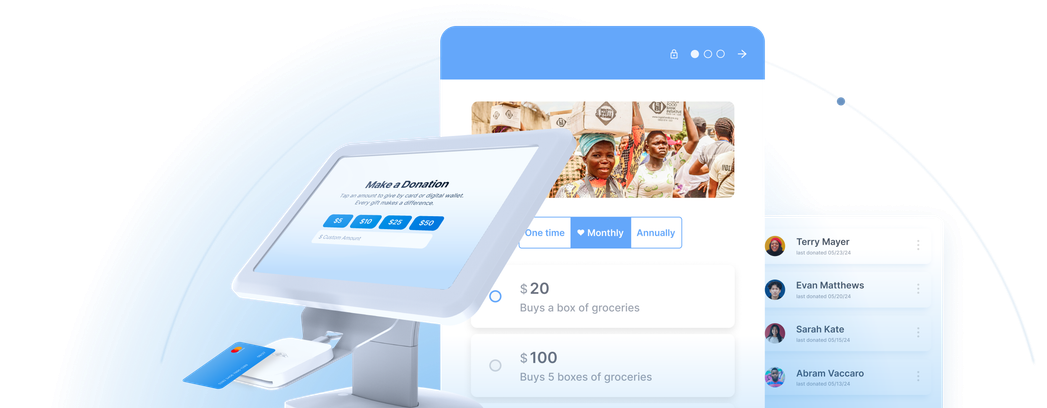 Make a Donation
Tap an amount to give by card or digital wallet.
Every gift makes a difference.
$5 $10 $25 $50
$ Custom Amount
One time
Monthly
Annually
$ 20
Buys a box of groceries
$ 100
Buys 5 boxes of groceries
Terry Mayer
last donated 05/23/24
Evan Matthews
last donated 05/20/24
Sarah Kate
last donated 05/15/24
Abram Vaccaro
last donated 05/13/24